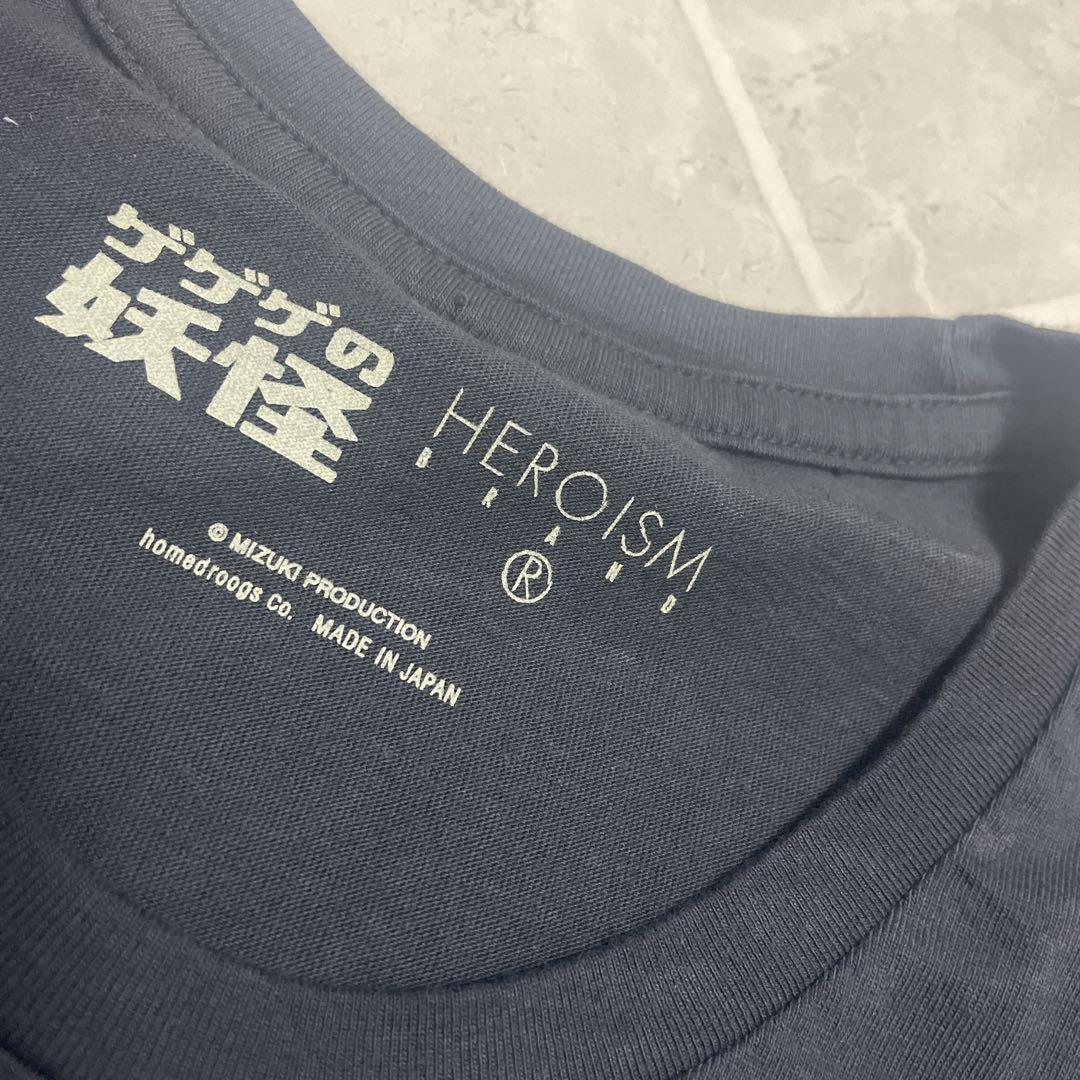 ゲゲゲの
妖怪
HEROISM
BRAND
®
© MIZUKI PRODUCTION
homedroogs Co. MADE IN JAPAN